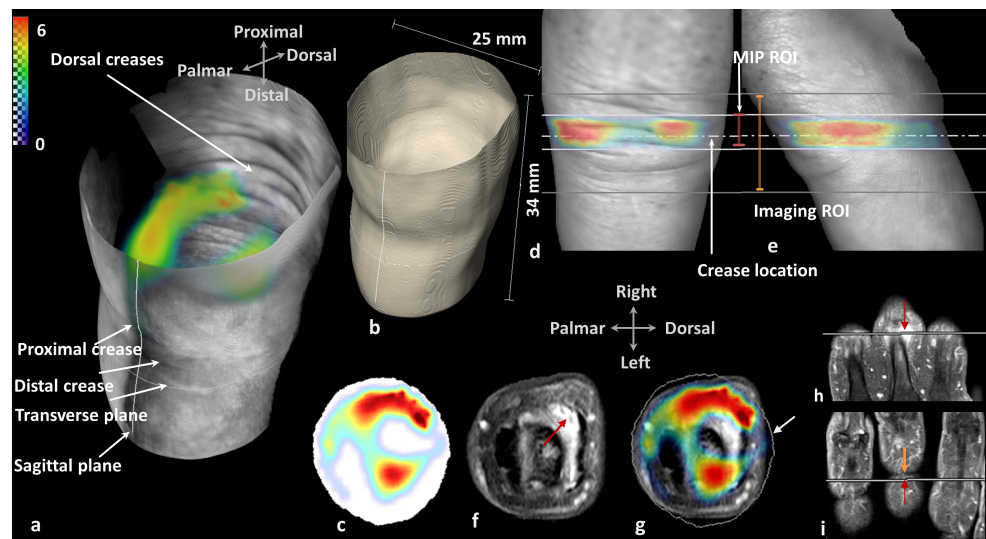 6
0
Dorsal creases
Proximal
Dorsal
Palmar
Distal
25 mm
34 mm
MIP ROI
Imaging ROI
Crease location
Proximal crease
Distal crease
Transverse plane
Sagittal plane
Right
Palmar
Dorsal
Left
a
b
c
d
e
f
g
h
i